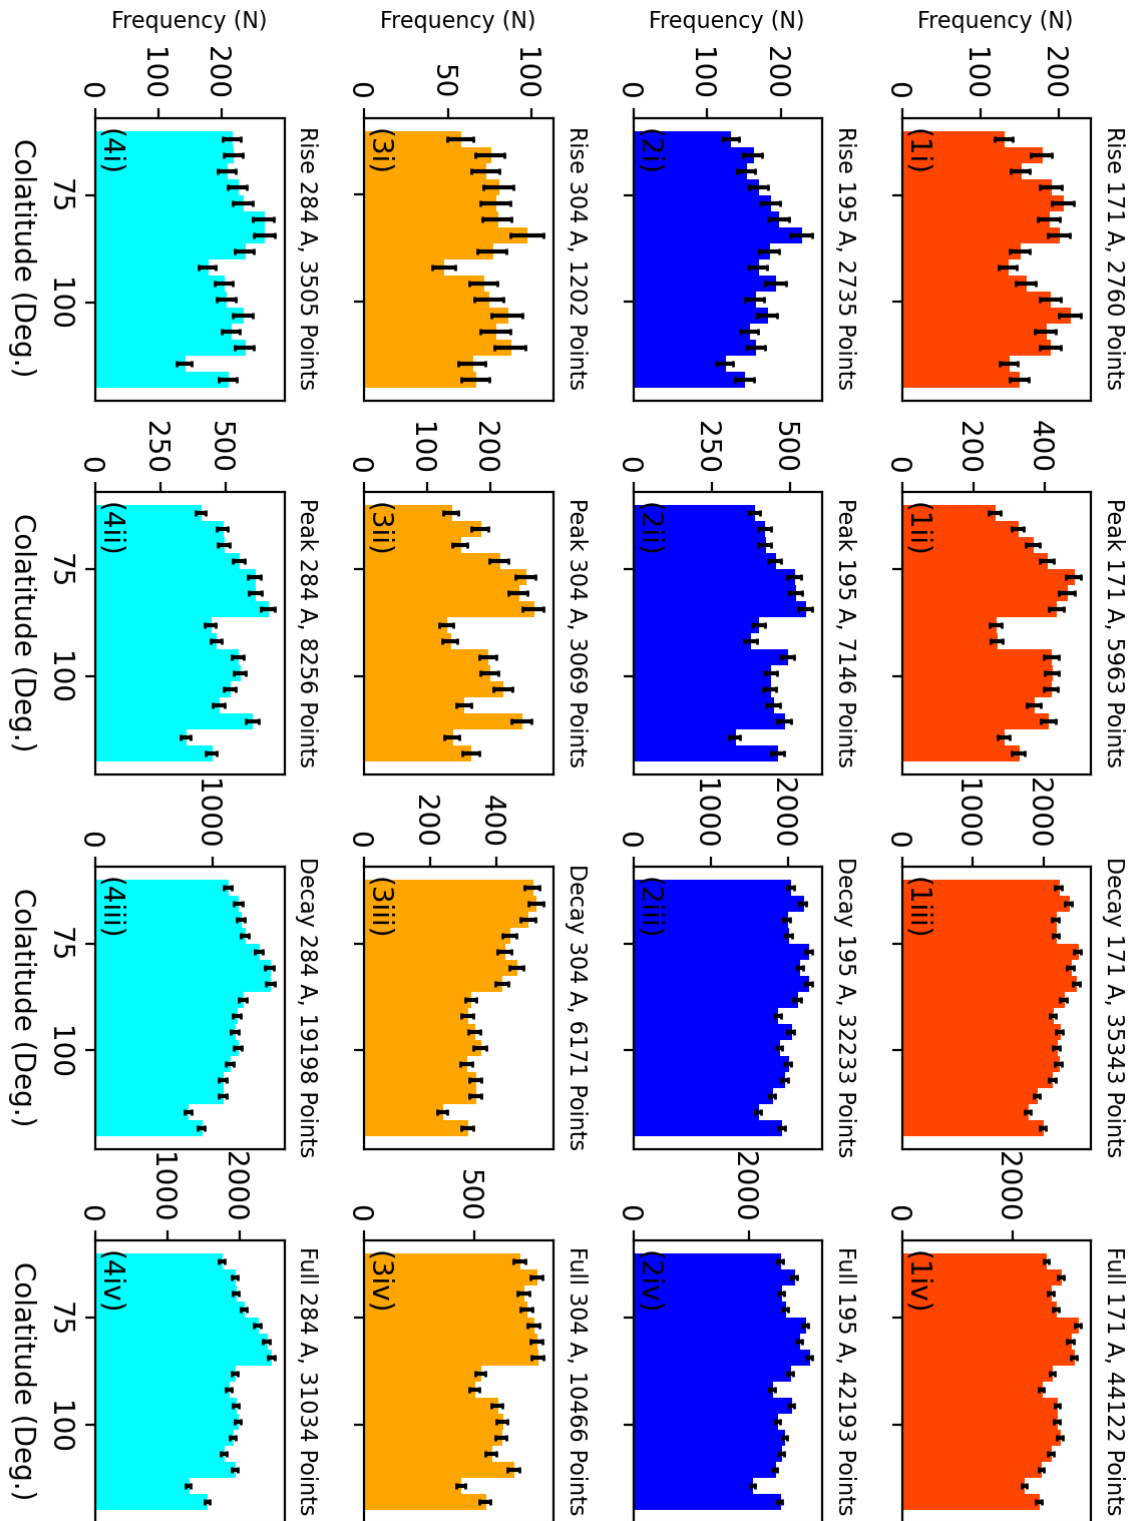 Rise 171 A, 2760 Points
Peak 171 A, 5963 Points
Decay 171 A, 35343 Points
Full 171 A, 44122 Points
Frequency (N)
200
100
0
(1i)
400
200
0
(1ii)
2000
1000
0
(1iii)
2000
0
(1iv)
Rise 195 A, 2735 Points
Peak 195 A, 7146 Points
Decay 195 A, 32233 Points
Full 195 A, 42193 Points
Frequency (N)
200
100
0
(2i)
500
250
0
(2ii)
2000
1000
0
(2iii)
2000
0
(2iv)
Rise 304 A, 1202 Points
Peak 304 A, 3069 Points
Decay 304 A, 6171 Points
Full 304 A, 10466 Points
Frequency (N)
100
50
0
(3i)
200
100
0
(3ii)
400
200
0
(3iii)
500
0
(3iv)
Rise 284 A, 3505 Points
Peak 284 A, 8256 Points
Decay 284 A, 19198 Points
Full 284 A, 31034 Points
Frequency (N)
200
100
0
(4i)
500
250
0
(4ii)
1000
0
(4iii)
2000
1000
0
(4iv)
75 100
75 100
75 100
75 100
Colatitude (Deg.)
Colatitude (Deg.)
Colatitude (Deg.)
Colatitude (Deg.)